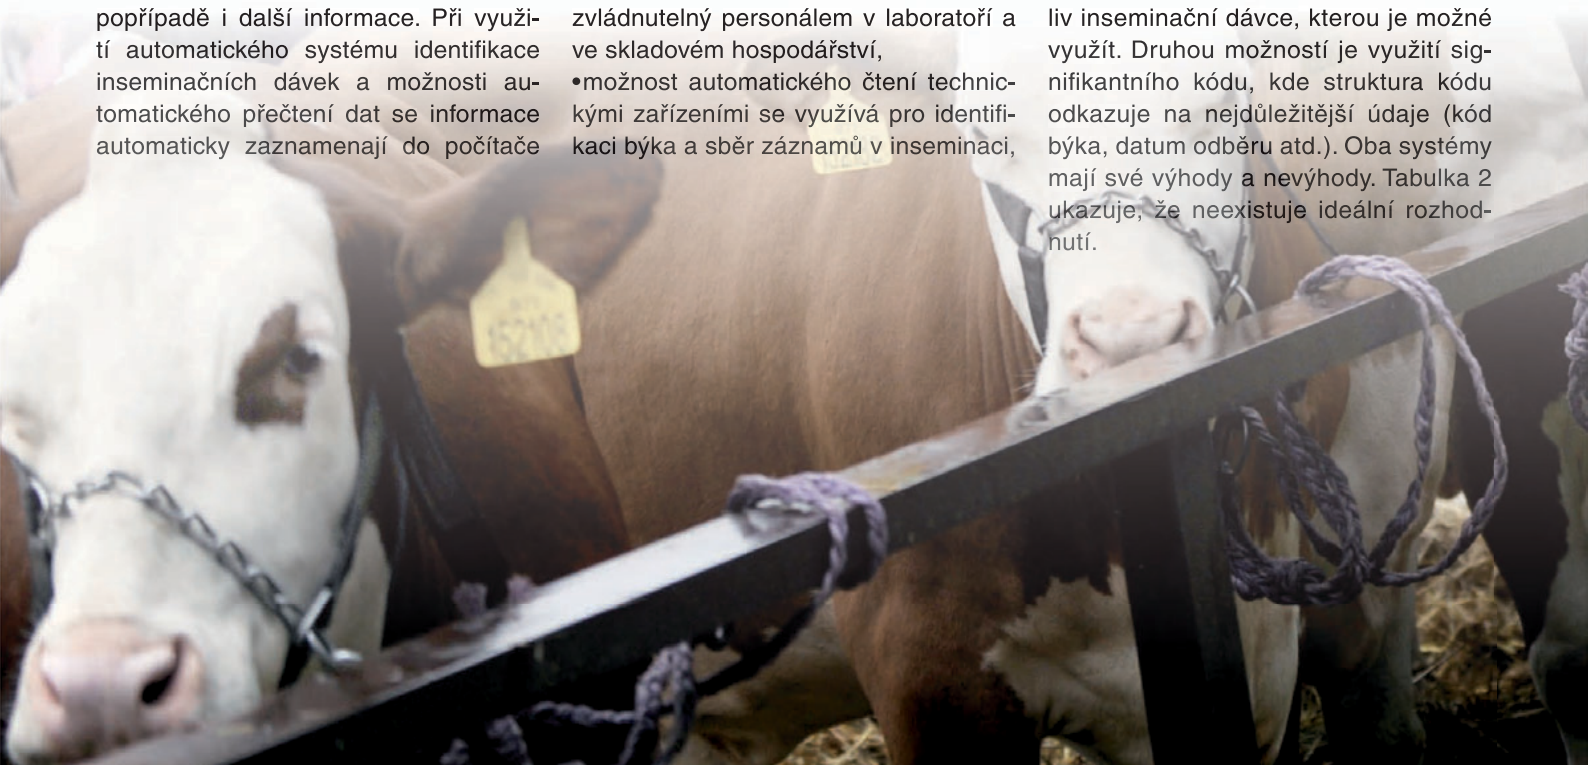 popřípadě i další informace. Při využi-
tí automatického systému identifikace
inseminačních dávek a možnosti au-
tomatického přečtení dat se informace
automaticky zaznamenají do počítače
zvládnutelný personálem v laboratoři a
ve skladovém hospodářství,
•možnost automatického čtení technic-
kými zařízeními se využívá pro identifi-
kaci býka a sběr záznamů v inseminaci,
liv inseminační dávce, kterou je možné
využít. Druhou možností je využití sig-
nifikantního kódu, kde struktura kódu
odkazuje na nejdůležitější údaje (kód
býka, datum odběru atd.). Oba systémy
mají své výhody a nevýhody. Tabulka 2
ukazuje, že neexistuje ideální rozhod-
nutí.
152108